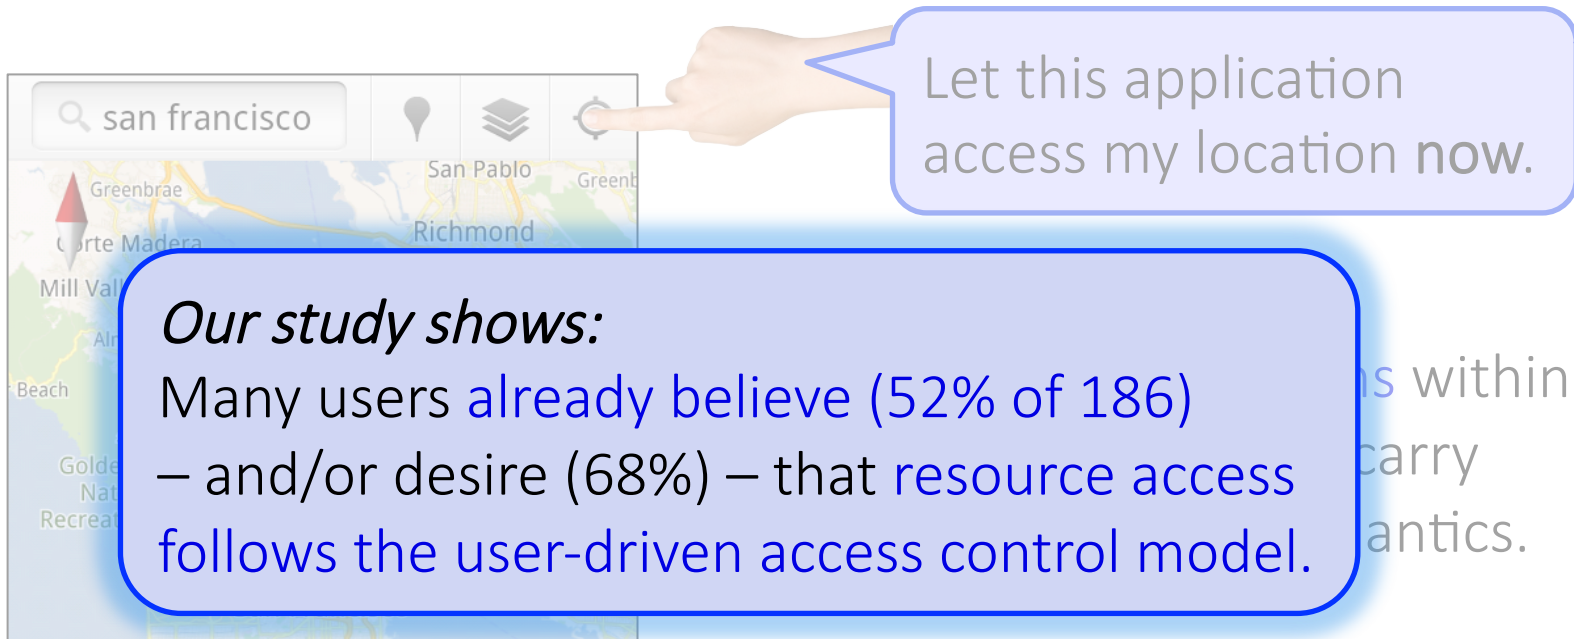 Let this application
access my location now.
san francisco
San Pablo
Greenbrae
Richmond
Corte Madera
Mill
Beach
Our study shows:
Many users already believe (52% of 186)
– and/or desire (68%) – that resource access
follows the user-driven access control model.
within
carry